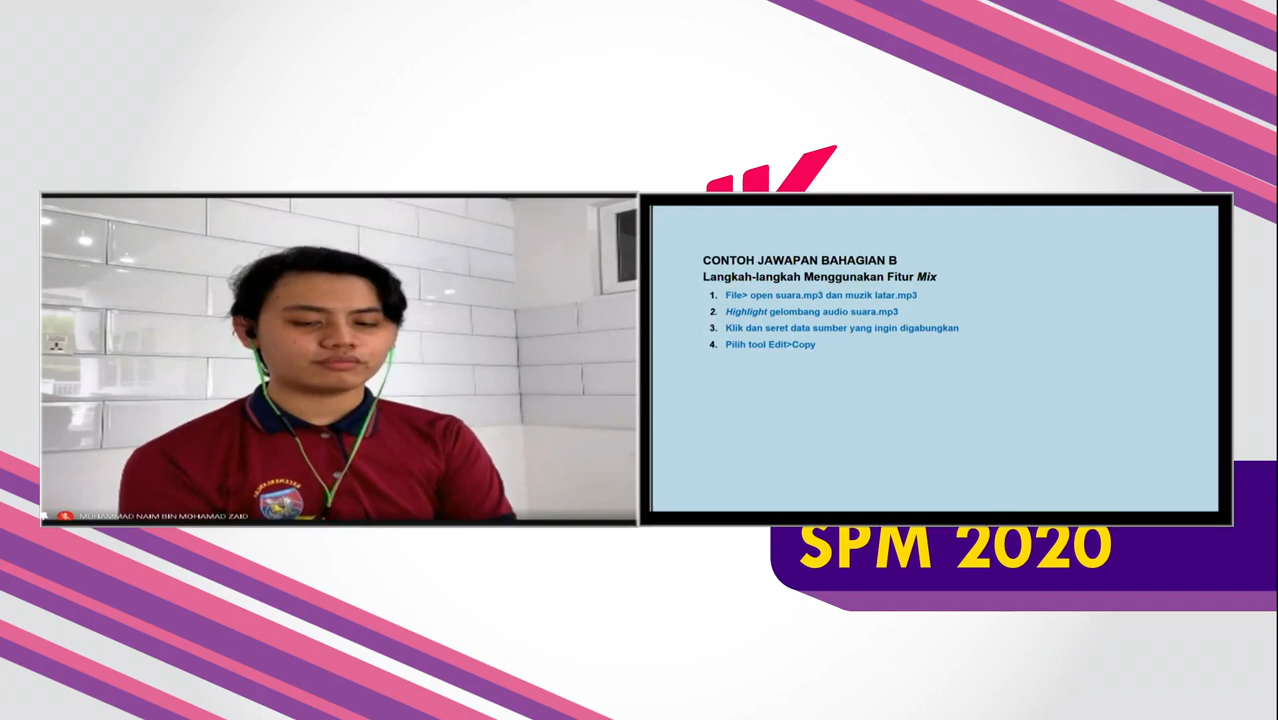 CONTOH JAWAPAN BAHAGIAN B
Langkah-langkah Menggunakan Fitur Mix
1. File> open suara.mp3 dan muzik latar.mp3
2. Highlight gelombang audio suara.mp3
3. Klik dan seret data sumber yang ingin digabungkan
4. Pilih tool Edit>Copy
MUHAMMAD NAIM BIN MOHAMAD ZAID
SPM 2020